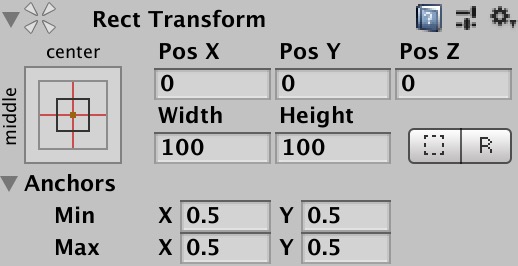 Rect Transform
center
middle
Pos X Pos Y Pos Z
0 0 0
Width Height
100 100 R
Anchors
Min X 0.5 Y 0.5
Max X 0.5 Y 0.5